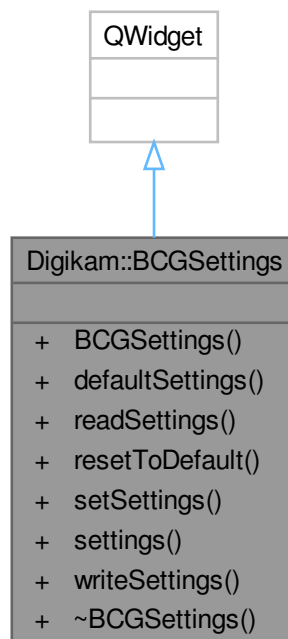 QWidget
Digikam::BCGSettings
+ BCGSettings()
+ defaultSettings()
+ readSettings()
+ resetToDefault()
+ setSettings()
+ settings()
+ writeSettings()
+ ~BCGSettings()